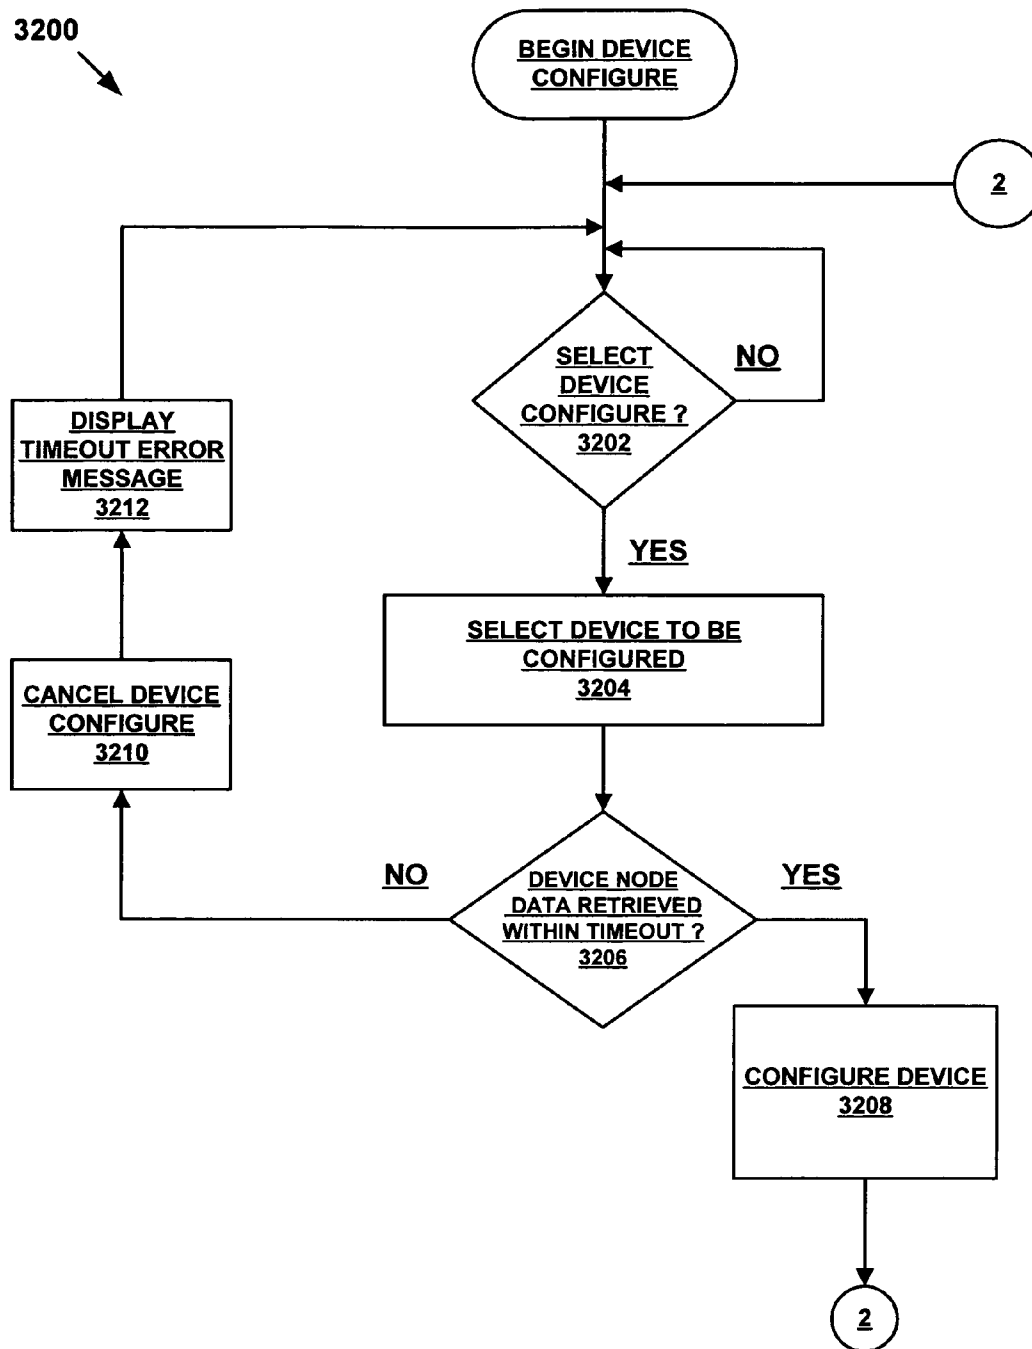 3200
BEGIN DEVICE
CONFIGURE
2
SELECT
DEVICE
CONFIGURE ?
3202
NO
DISPLAY
TIMEOUT ERROR
MESSAGE
3212
YES
SELECT DEVICE TO BE
CONFIGURED
3204
CANCEL DEVICE
CONFIGURE
3210
NO
DEVICE NODE
DATA RETRIEVED
WITHIN TIMEOUT ?
3206
YES
CONFIGURE DEVICE
3208
2